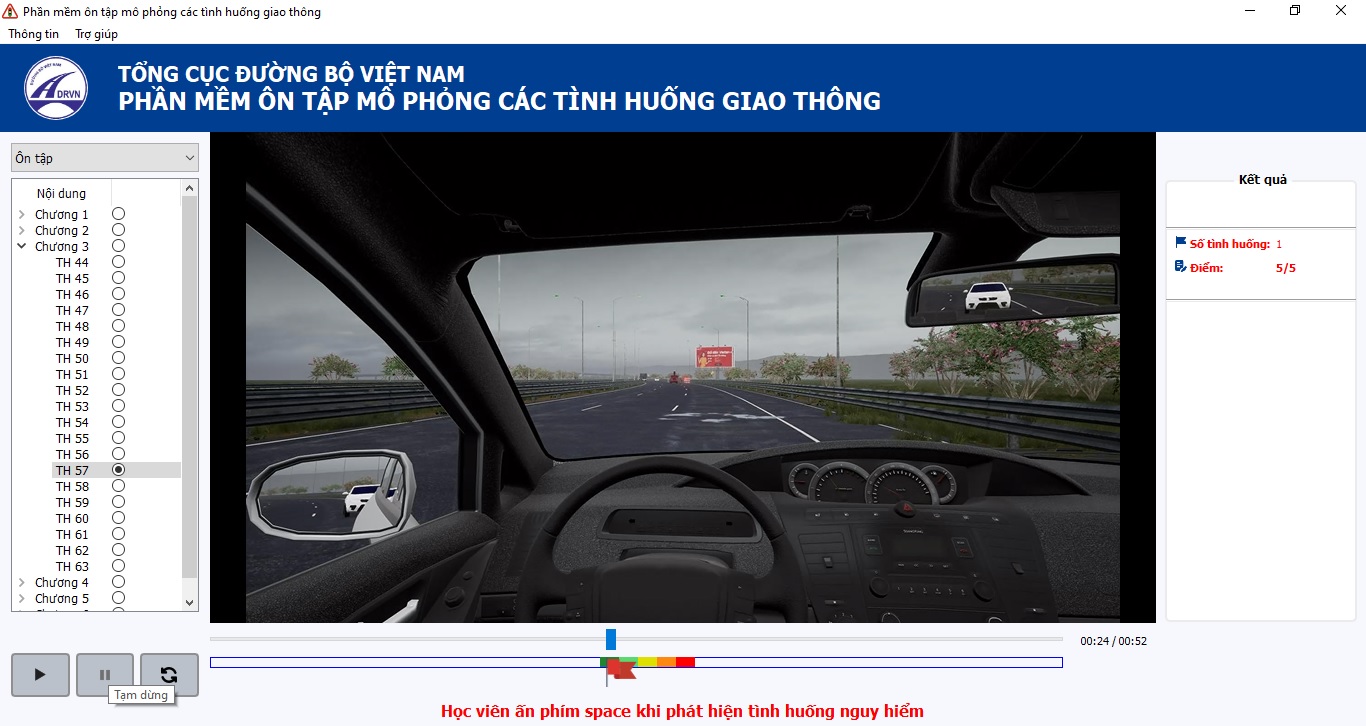 Phần mềm ôn tập mô phỏng các tình huống giao thông
Thông tin Trợ giúp
ĐƯỜNG BỘ VIỆT NAM
DRVN
TỔNG CỤC ĐƯỜNG BỘ VIỆT NAM
PHẦN MỀM ÔN TẬP MÔ PHỎNG CÁC TÌNH HUỐNG GIAO THÔNG
Ôn tập
Nội dung
Chương 1
Chương 2
Chương 3
TH 44
TH 45
TH 46
TH 47
TH 48
TH 49
TH 50
TH 51
TH 52
TH 53
TH 54
TH 55
TH 56
TH 57
TH 58
TH 59
TH 60
TH 61
TH 62
TH 63
Chương 4
Chương 5
Kết quả
Số tình huống: 1
Điểm: 5/5
00:24 / 00:52
Tạm dừng
Học viên ấn phím space khi phát hiện tình huống nguy hiểm